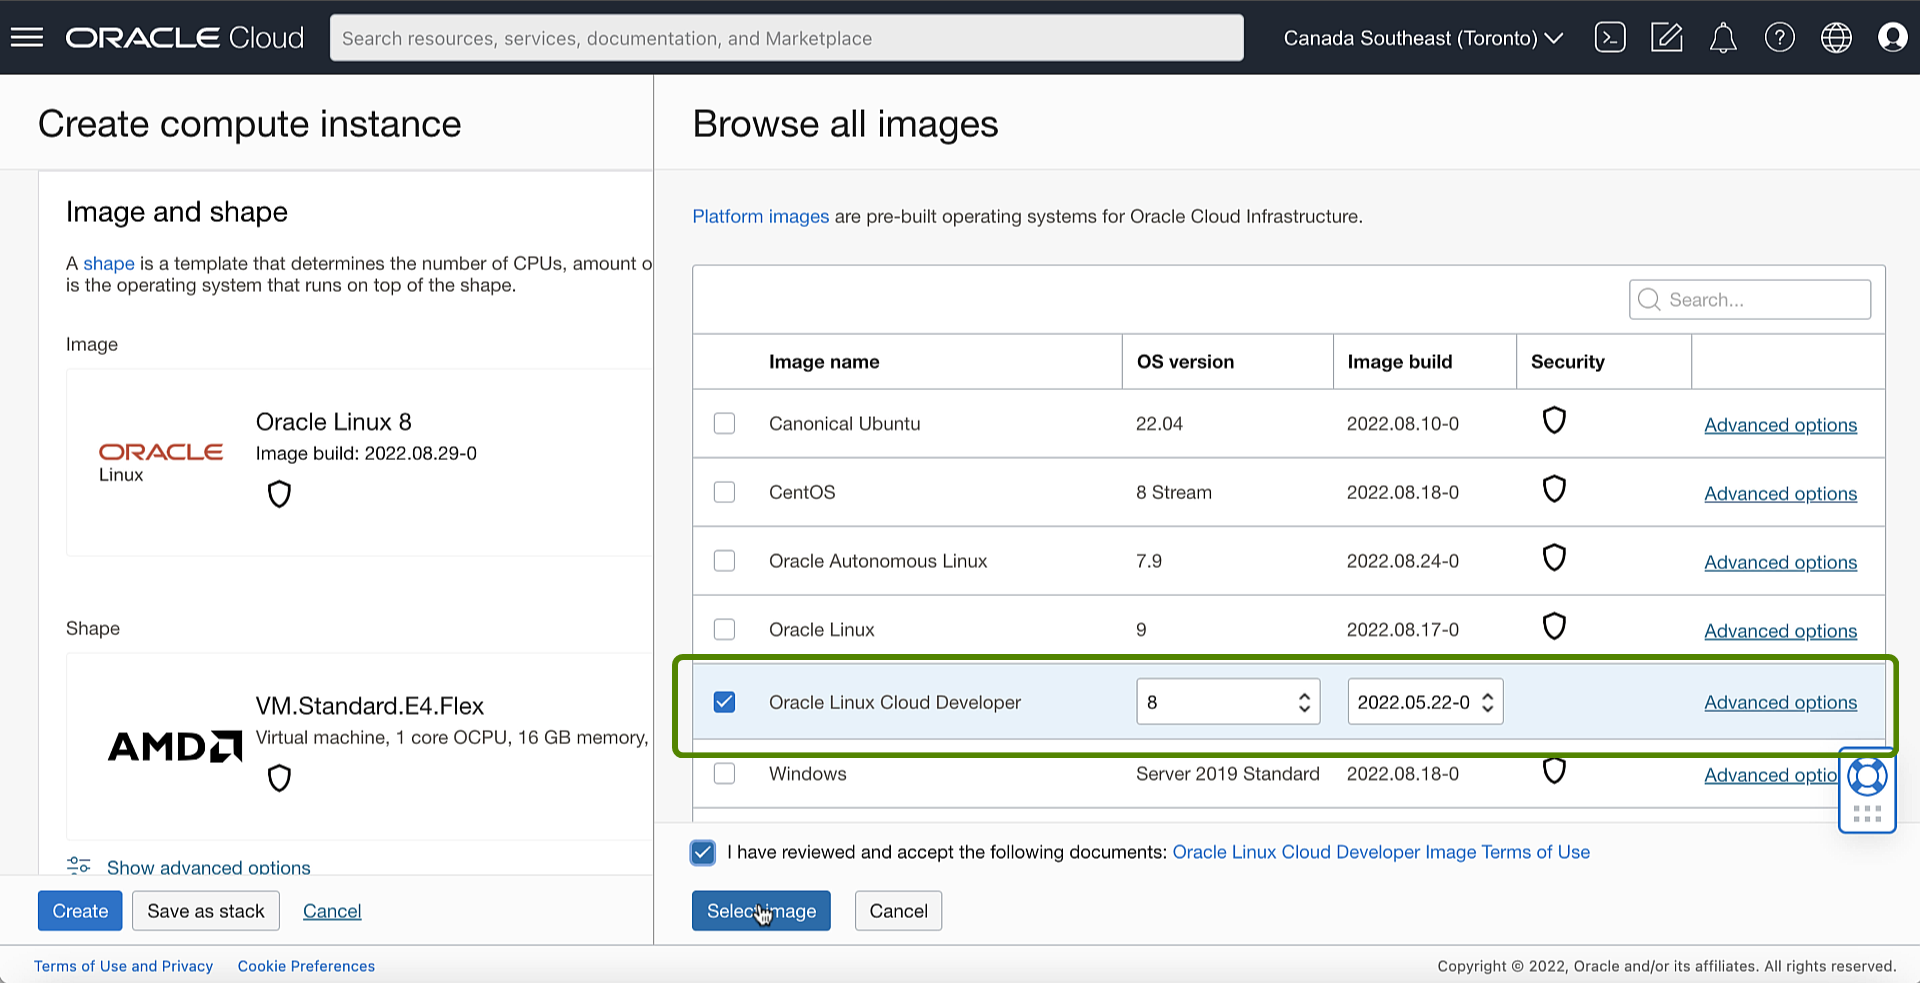 ORACLE Cloud
Search resources, services, documentation, and Marketplace
Canada Southeast (Toronto)
Create compute instance
Image and shape
A shape is a template that determines the number of CPUs, amount o
is the operating system that runs on top of the shape.
Image
ORACLE
Linux
Oracle Linux 8
Image build: 2022.08.29-0
Shape
AMD
VM.Standard.E4.Flex
Virtual machine, 1 core OCPU, 16 GB memory,
Show advanced options
Create
Save as stack
Cancel
Browse all images
Platform images are pre-built operating systems for Oracle Cloud Infrastructure.
Search...
Image name OS version Image build Security
Canonical Ubuntu 22.04 2022.08.10-0 Advanced options
CentOS 8 Stream 2022.08.18-0 Advanced options
Oracle Autonomous Linux 7.9 2022.08.24-0 Advanced options
Oracle Linux 9 2022.08.17-0 Advanced options
Oracle Linux Cloud Developer 8 2022.05.22-0 Advanced options
Windows Server 2019 Standard 2022.08.18-0 Advanced optio
I have reviewed and accept the following documents: Oracle Linux Cloud Developer Image Terms of Use
Select image
Cancel
Terms of Use and Privacy Cookie Preferences
Copyright © 2022, Oracle and/or its affiliates. All rights reserved.